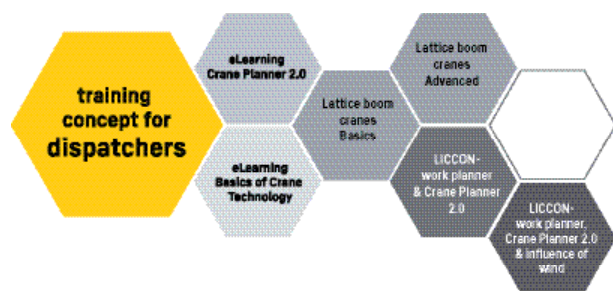 training
concept for
dispatchers
eLearning
Crane Planner 2.0
eLearning
Basics of Crane
Technology
Lattice boom
cranes
Basics
Lattice boom
cranes
Advanced
LICCON-
work planner
& Crane Planner
2.0
LICCON-
work planner,
Crane Planner 2.0
& influence of
wind